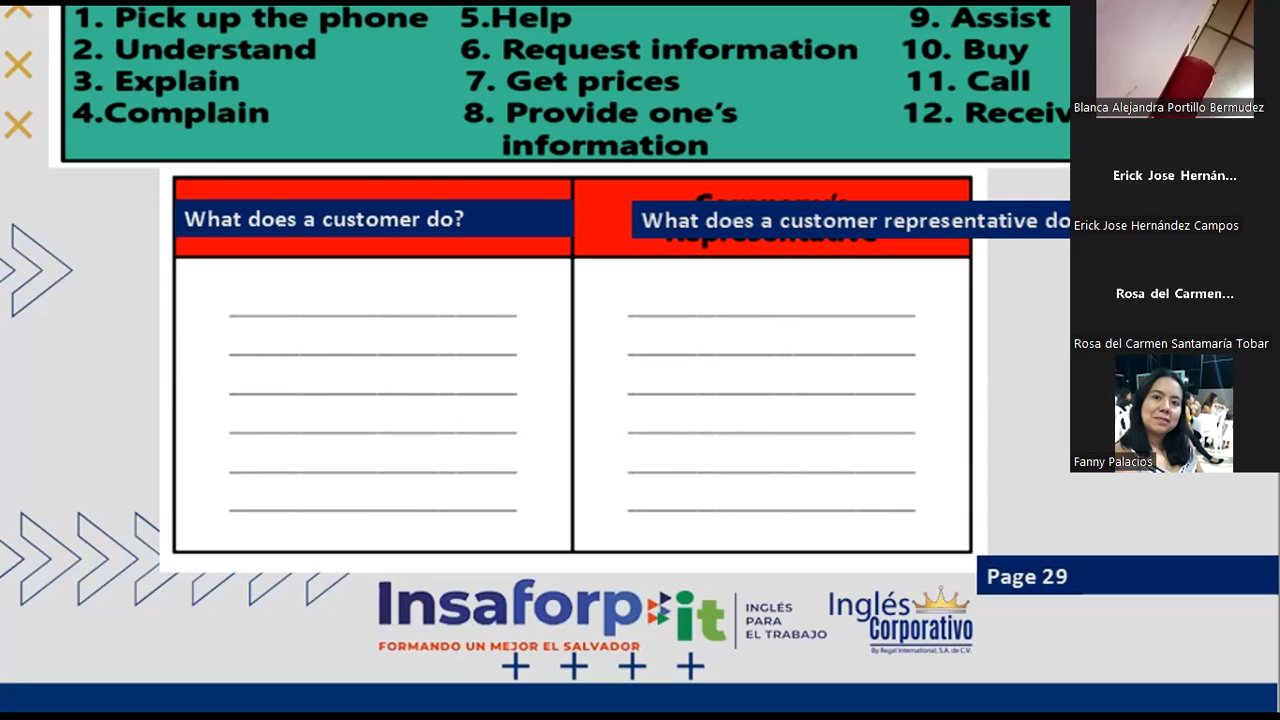 1. Pick up the phone
2. Understand
3. Explain
4.Complain
5.Help
6. Request information
7. Get prices
8. Provide one's
information
9. Assist
10. Buy
11. Call
12. Receiv
What does a customer do?
What does a customer representative do
Page 29
Insaforp
FORMANDO UN MEJOR EL SALVADOR
it
INGLÉS
PARA
EL TRABAJO
Inglés
Corporativo
By Regal International, S.A. de C.V.
Blanca Alejandra Portillo Bermudez
Erick Jose Hernán...
Erick Jose Hernández Campos
Rosa del Carmen...
Rosa del Carmen Santamaría Tobar
Fanny Palacios